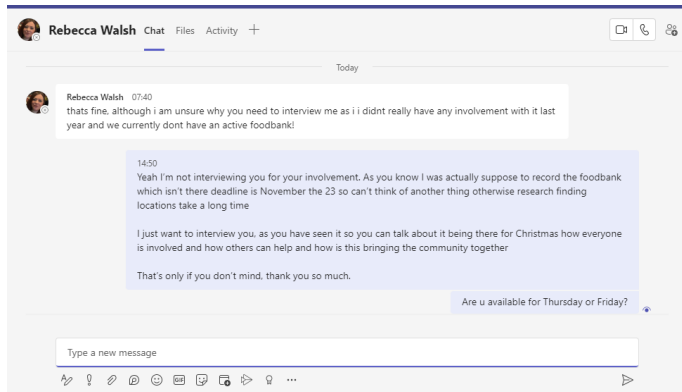 Rebecca Walsh Chat Files Activity
Today
Rebecca Walsh 07:40
thats fine, although i am unsure why you need to interview me as i i didnt really have any involvement with it last
year and we currently dont have an active foodbank!
14:50
Yeah I'm not interviewing you for your involvement. As you know I was actually suppose to record the foodbank
which isn't there deadline is November the 23 so can't think of another thing otherwise research finding
locations take a long time
I just want to interview you, as you have seen it so you can talk about it being there for Christmas how everyone
is involved and how others can help and how is this bringing the community together
That's only if you don't mind, thank you so much.
Are u available for Thursday or Friday?
Type a new message
GIF